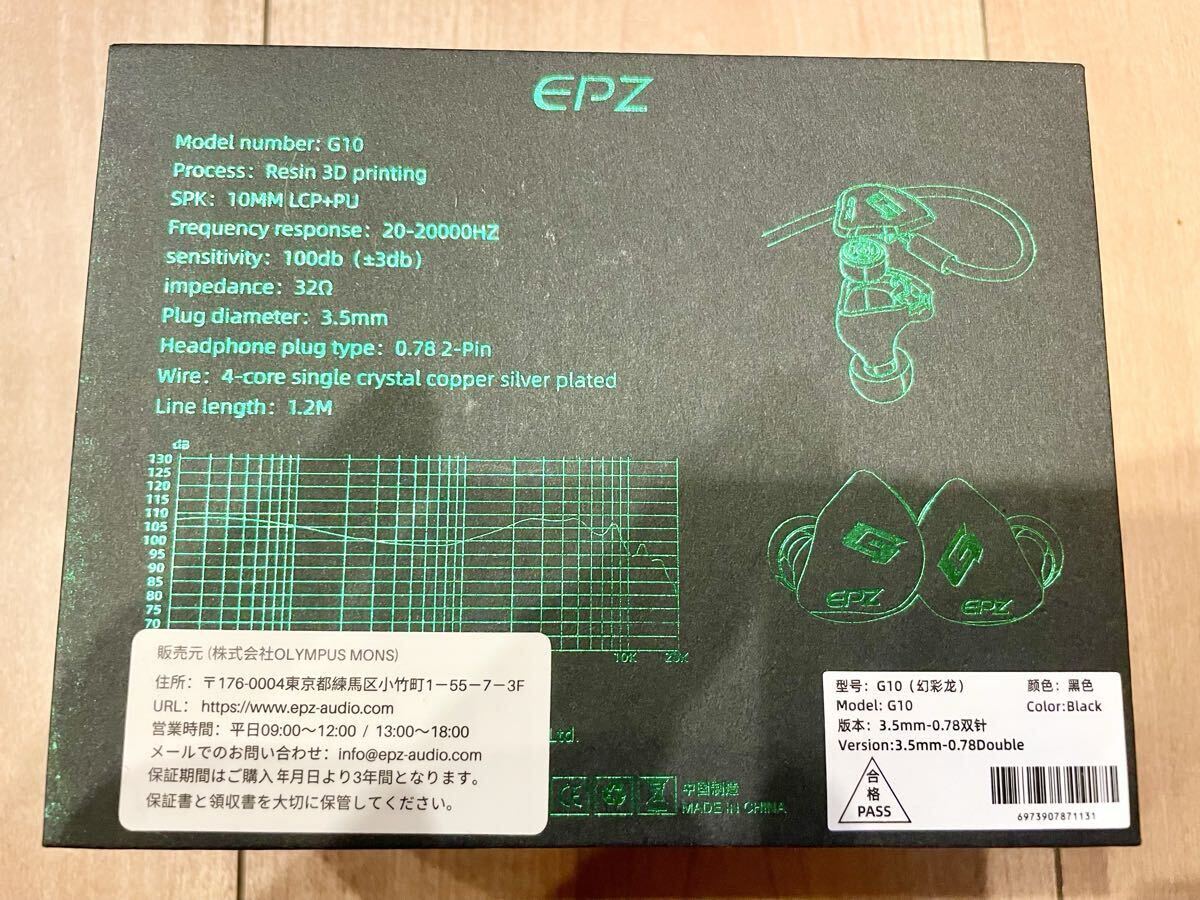 EPZ
Model number: G10
Process: Resin 3D printing
SPK: 10MM LCP+PU
Frequency response: 20-20000HZ
sensitivity: 100db (±3db)
impedance: 32Ω
Plug diameter: 3.5mm
Headphone plug type: 0.78 2-Pin
Wire: 4-core single crystal copper silver plated
Line length: 1.2M
dB
130
125
120
115
110
105
100
95
90
85
80
75
70
10K 20K
EPZ
EPZ
販売元 (株式会社OLYMPUS MONS)
住所: 〒176-0004東京都練馬区小竹町1-55-7-3F
URL: https://www.epz-audio.com
営業時間: 平日09:00~12:00 / 13:00~18:00
メールでのお問い合わせ: info@epz-audio.com
保証期間はご購入年月日より3年間となります。
保証書と領収書を大切に保管してください。
Ltd.
CE
中国制造
MADE IN CHINA
型号: G10 (幻彩龙) 颜色: 黑色
Model: G10 Color:Black
版本: 3.5mm-0.78双针
Version:3.5mm-0.78Double
合
格
PASS
6973907871131